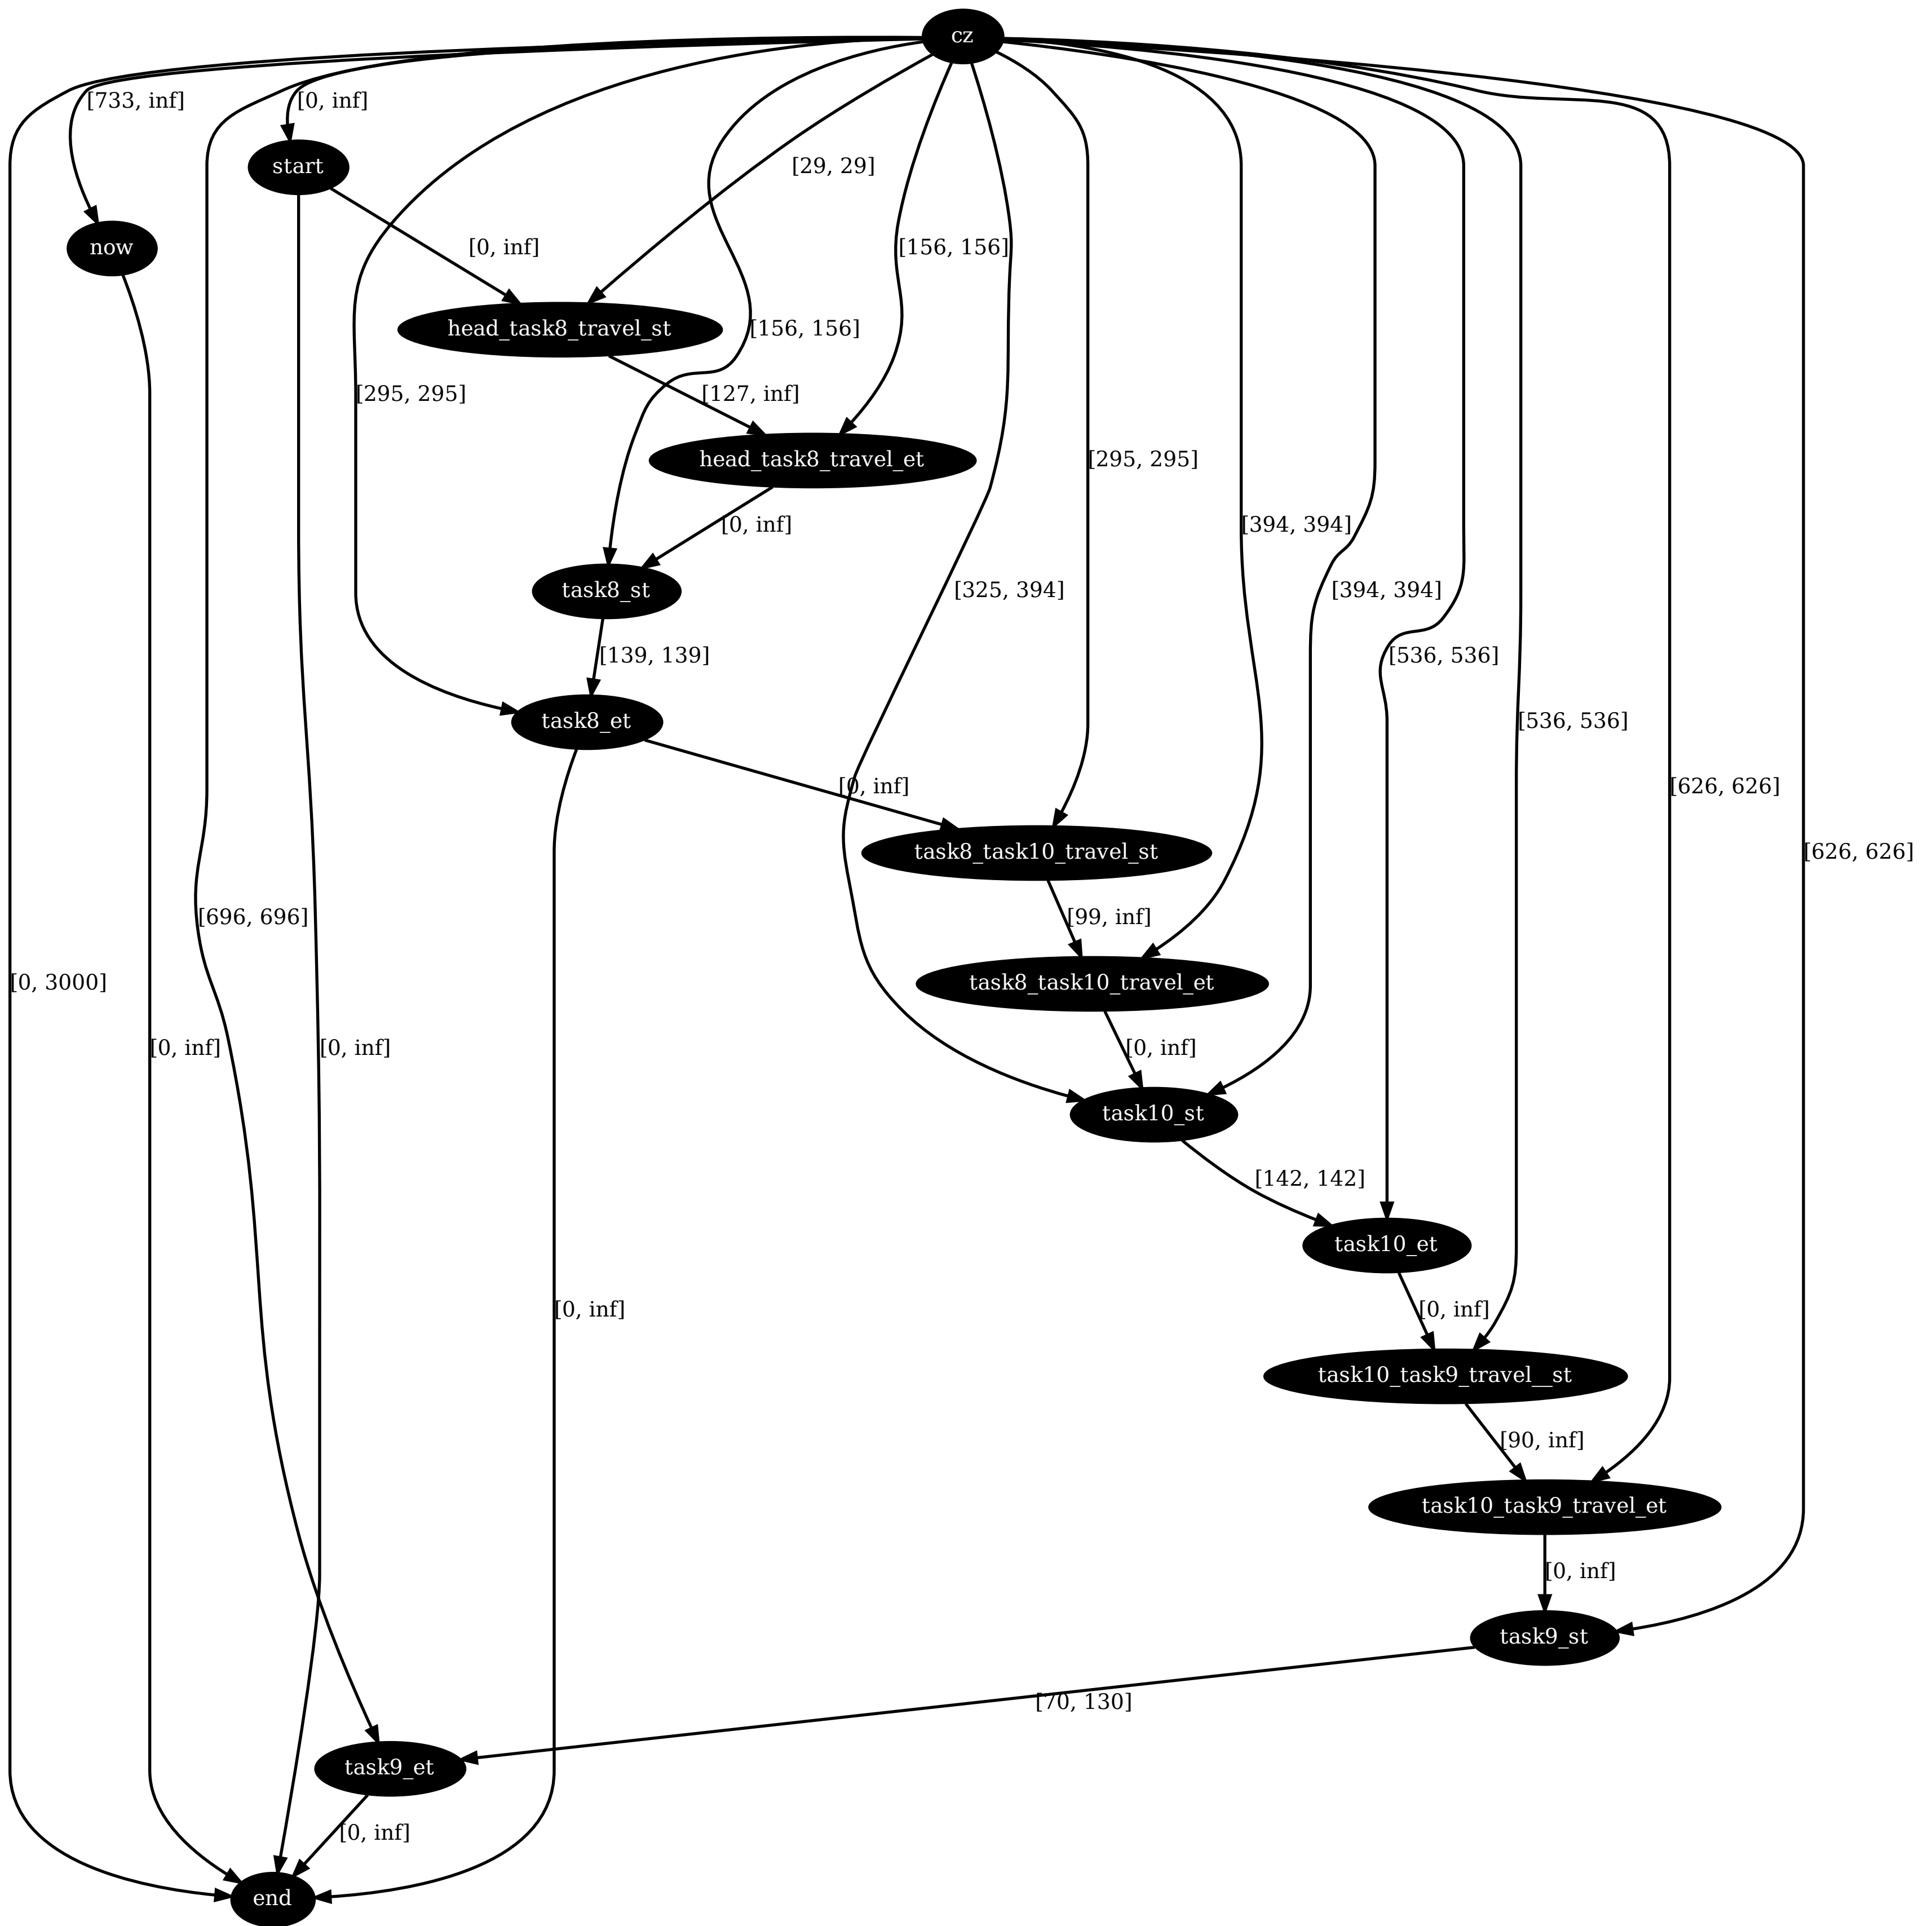 cz
[733, inf]
[0, inf]
start
[29, 29]
now
[0, inf]
[156, 156]
head_task8_travel_st
[156, 156]
[295, 295]
[127, inf]
head_task8_travel_et
[295, 295]
[0, inf]
[394, 394]
task8_st
[325, 394]
[394, 394]
[139, 139]
[536, 536]
task8_et
[536, 536]
[0, inf]
[626, 626]
task8_task10_travel_st
[626, 626]
[696, 696]
[99, inf]
[0, 3000]
task8_task10_travel_et
[0, inf]
[0, inf]
[0, inf]
task10_st
[142, 142]
task10_et
[0, inf]
[0, inf]
task10_task9_travel__st
[90, inf]
task10_task9_travel_et
[0, inf]
task9_st
[70, 130]
task9_et
[0, inf]
end